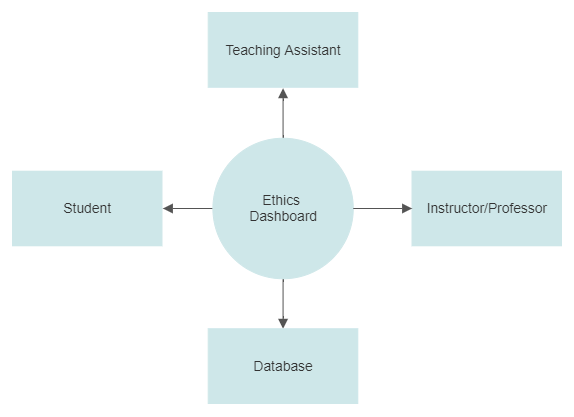 Teaching Assistant
Student
Ethics
Dashboard
Instructor/Professor
Database